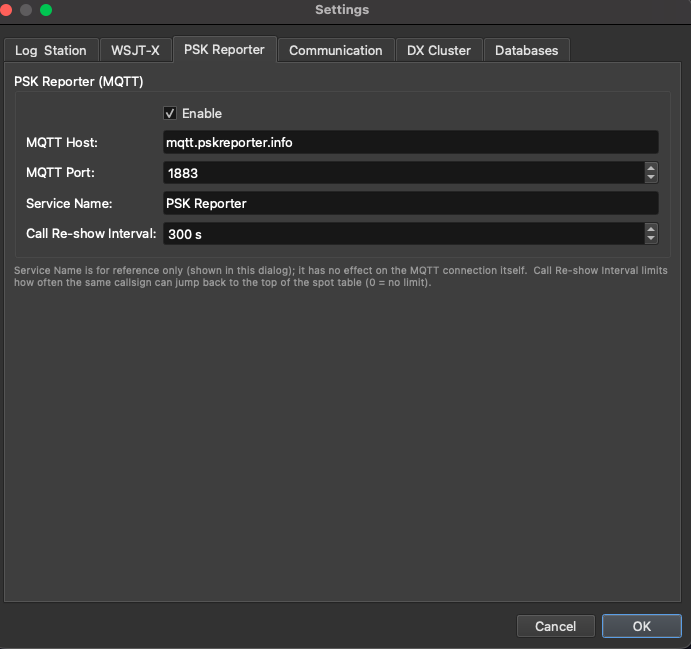 Settings
Log  Station
WSJT-X
PSK Reporter
Communication
DX Cluster
Databases
PSK Reporter (MQTT)
Enable
MQTT Host: mqtt.pskreporter.info
MQTT Port: 1883
Service Name: PSK Reporter
Call Re-show Interval: 300 s
Service Name is for reference only (shown in this dialog); it has no effect on the MQTT connection itself.  Call Re-show Interval limits
how often the same callsign can jump back to the top of the spot table (0 = no limit).
Cancel
OK